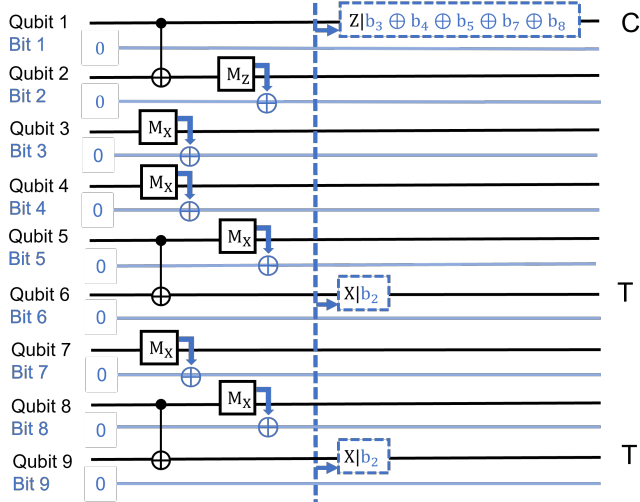 Qubit 1 Z|b₃ ⊕ b₄ ⊕ b₅ ⊕ b₇ ⊕ b₈ C
Bit 1 0
Qubit 2 M_Z
Bit 2 0
Qubit 3 M_X
Bit 3 0
Qubit 4 M_X
Bit 4 0
Qubit 5 M_X
Bit 5 0
Qubit 6 X|b₂ T
Bit 6 0
Qubit 7 M_X
Bit 7 0
Qubit 8 M_X
Bit 8 0
Qubit 9 X|b₂ T
Bit 9 0